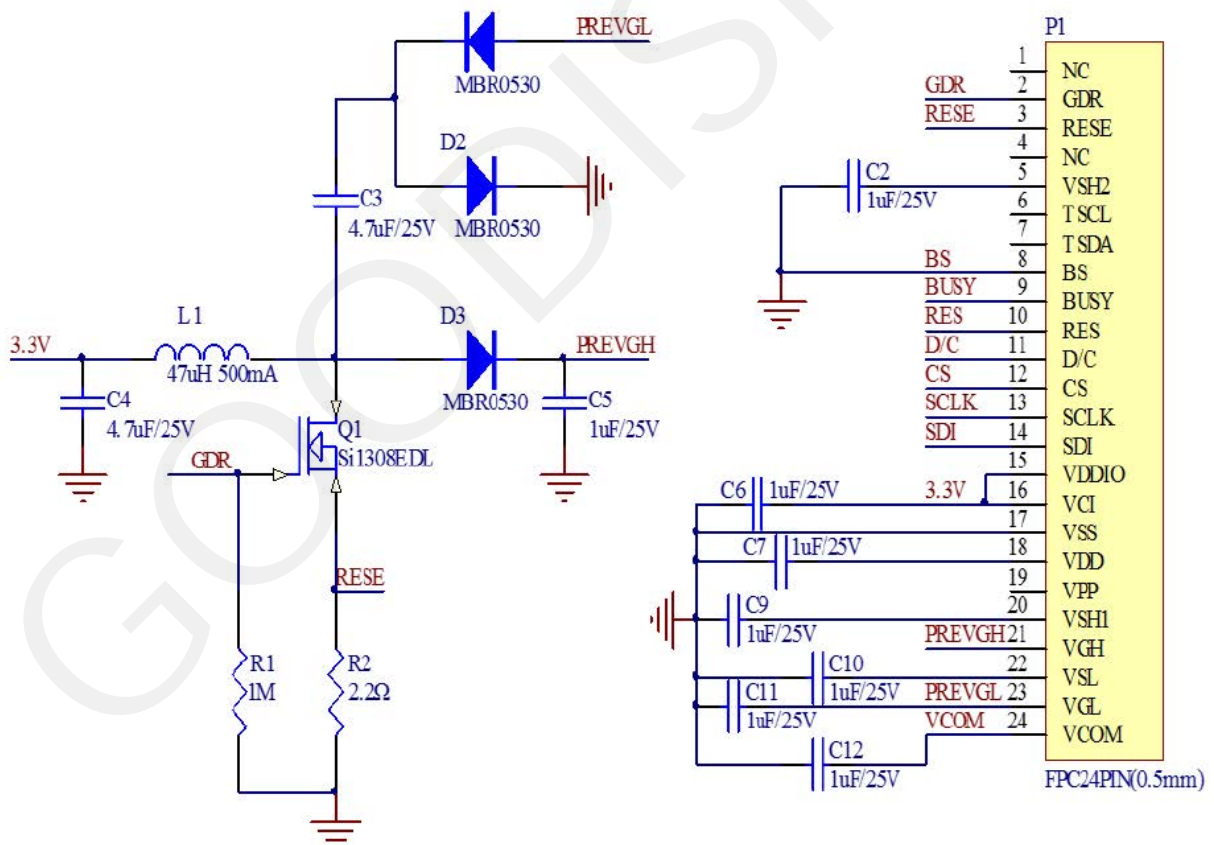 PREVGL
MBR0530
D2
MBR0530
C3
4.7uF/25V
L1
3.3V
47uH 500mA
D3
PREVGH
MBR0530
C4
4.7uF/25V
C5
1uF/25V
Q1
Si1308EDL
GDR
RESE
R1
1M
R2
2.2Ω
P1
1 NC
GDR 2 GDR
RESE 3 RESE
4 NC
C2
1uF/25V
5 VSH2
6 TSCL
7 TSDA
BS 8 BS
BUSY 9 BUSY
RES 10 RES
D/C 11 D/C
CS 12 CS
SCLK 13 SCLK
SDI 14 SDI
15 VDDIO
C6 1uF/25V 3.3V 16 VCI
17 VSS
C7 1uF/25V 18 VDD
19 VPP
C9
1uF/25V
20 VSH1
PREVGH 21 VGH
C10
1uF/25V
22 VSL
C11
1uF/25V
PREVGL 23 VGL
VCOM 24 VCOM
C12
1uF/25V
FPC24PIN(0.5mm)
GOODIS